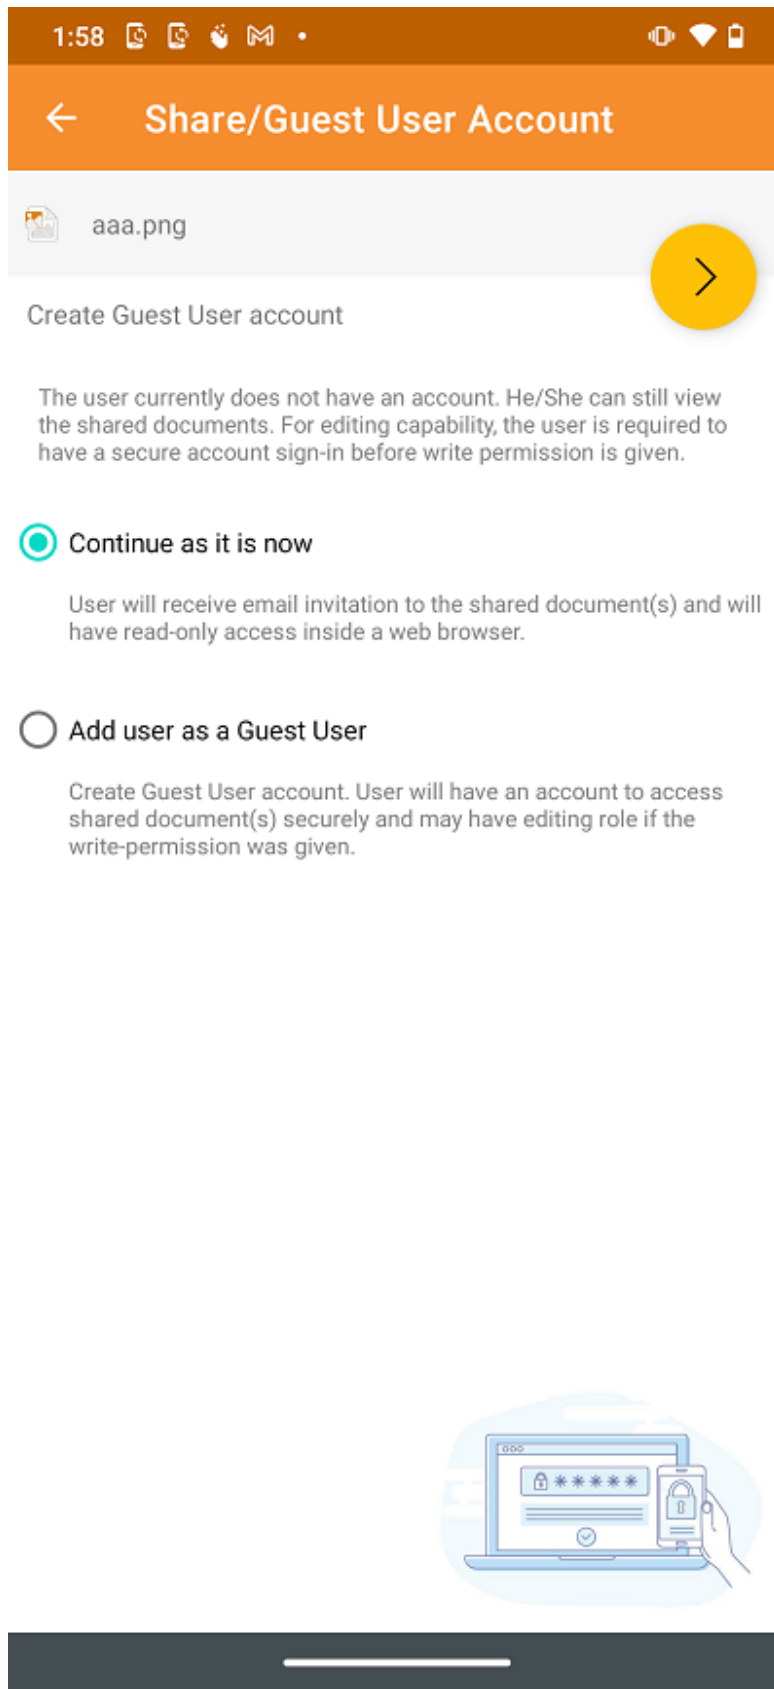 1:58
Share/Guest User Account
aaa.png
Create Guest User account
The user currently does not have an account. He/She can still view
the shared documents. For editing capability, the user is required to
have a secure account sign-in before write permission is given.
Continue as it is now
User will receive email invitation to the shared document(s) and will
have read-only access inside a web browser.
Add user as a Guest User
Create Guest User account. User will have an account to access
shared document(s) securely and may have editing role if the
write-permission was given.
*****